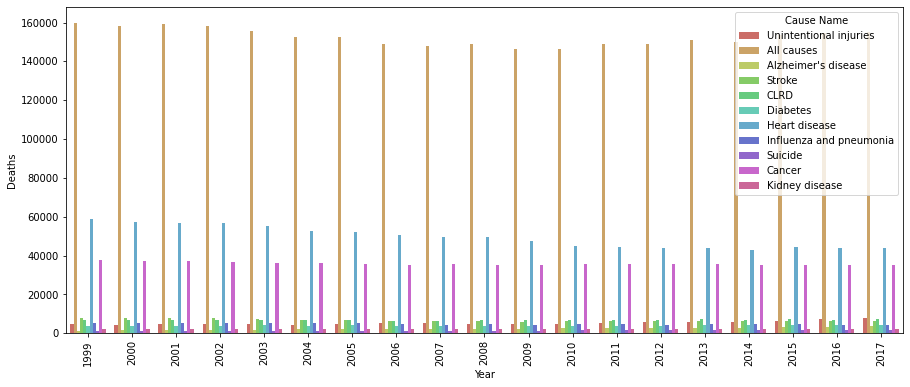 160000
140000
120000
100000
80000
60000
40000
20000
0
Deaths
Cause Name
Unintentional injuries
All causes
Alzheimer's disease
Stroke
CLRD
Diabetes
Heart disease
Influenza and pneumonia
Suicide
Cancer
Kidney disease
1999
2000
2001
2002
2003
2004
2005
2006
2007
2008
2009
2010
2011
2012
2013
2014
2015
2016
2017
Year